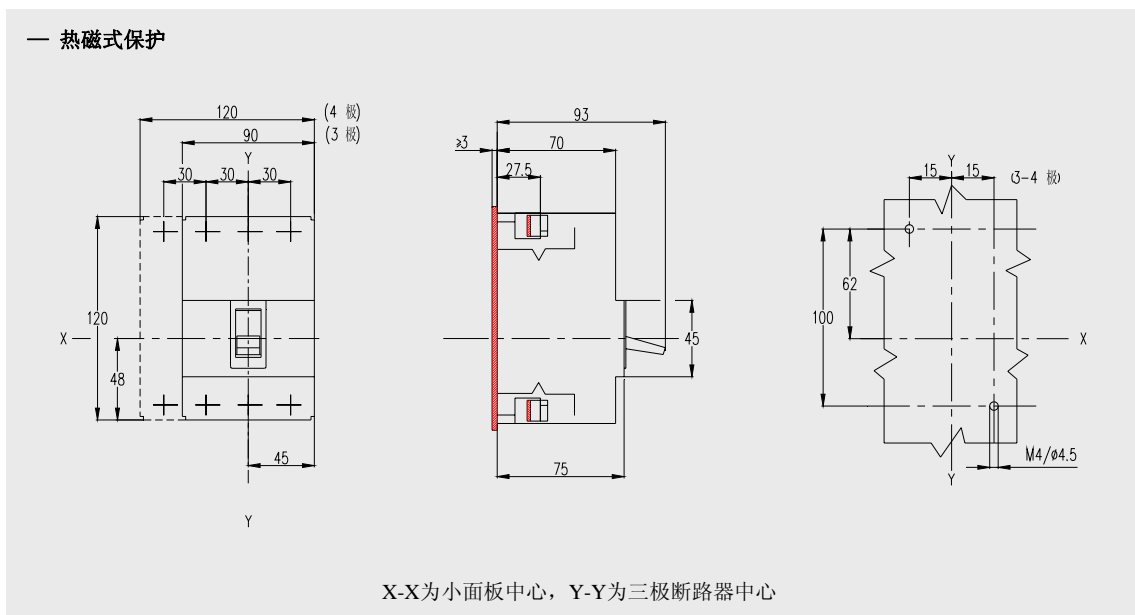 一 热磁式保护
120 (4 极)
90 (3 极)
Y
30 30 30
120
X
48
45
Y
93
≥3 70
27.5
45
75
Y
15 15 (3-4 极)
62
100
X
M4/ø4.5
Y
X-X为小面板中心，Y-Y为三极断路器中心